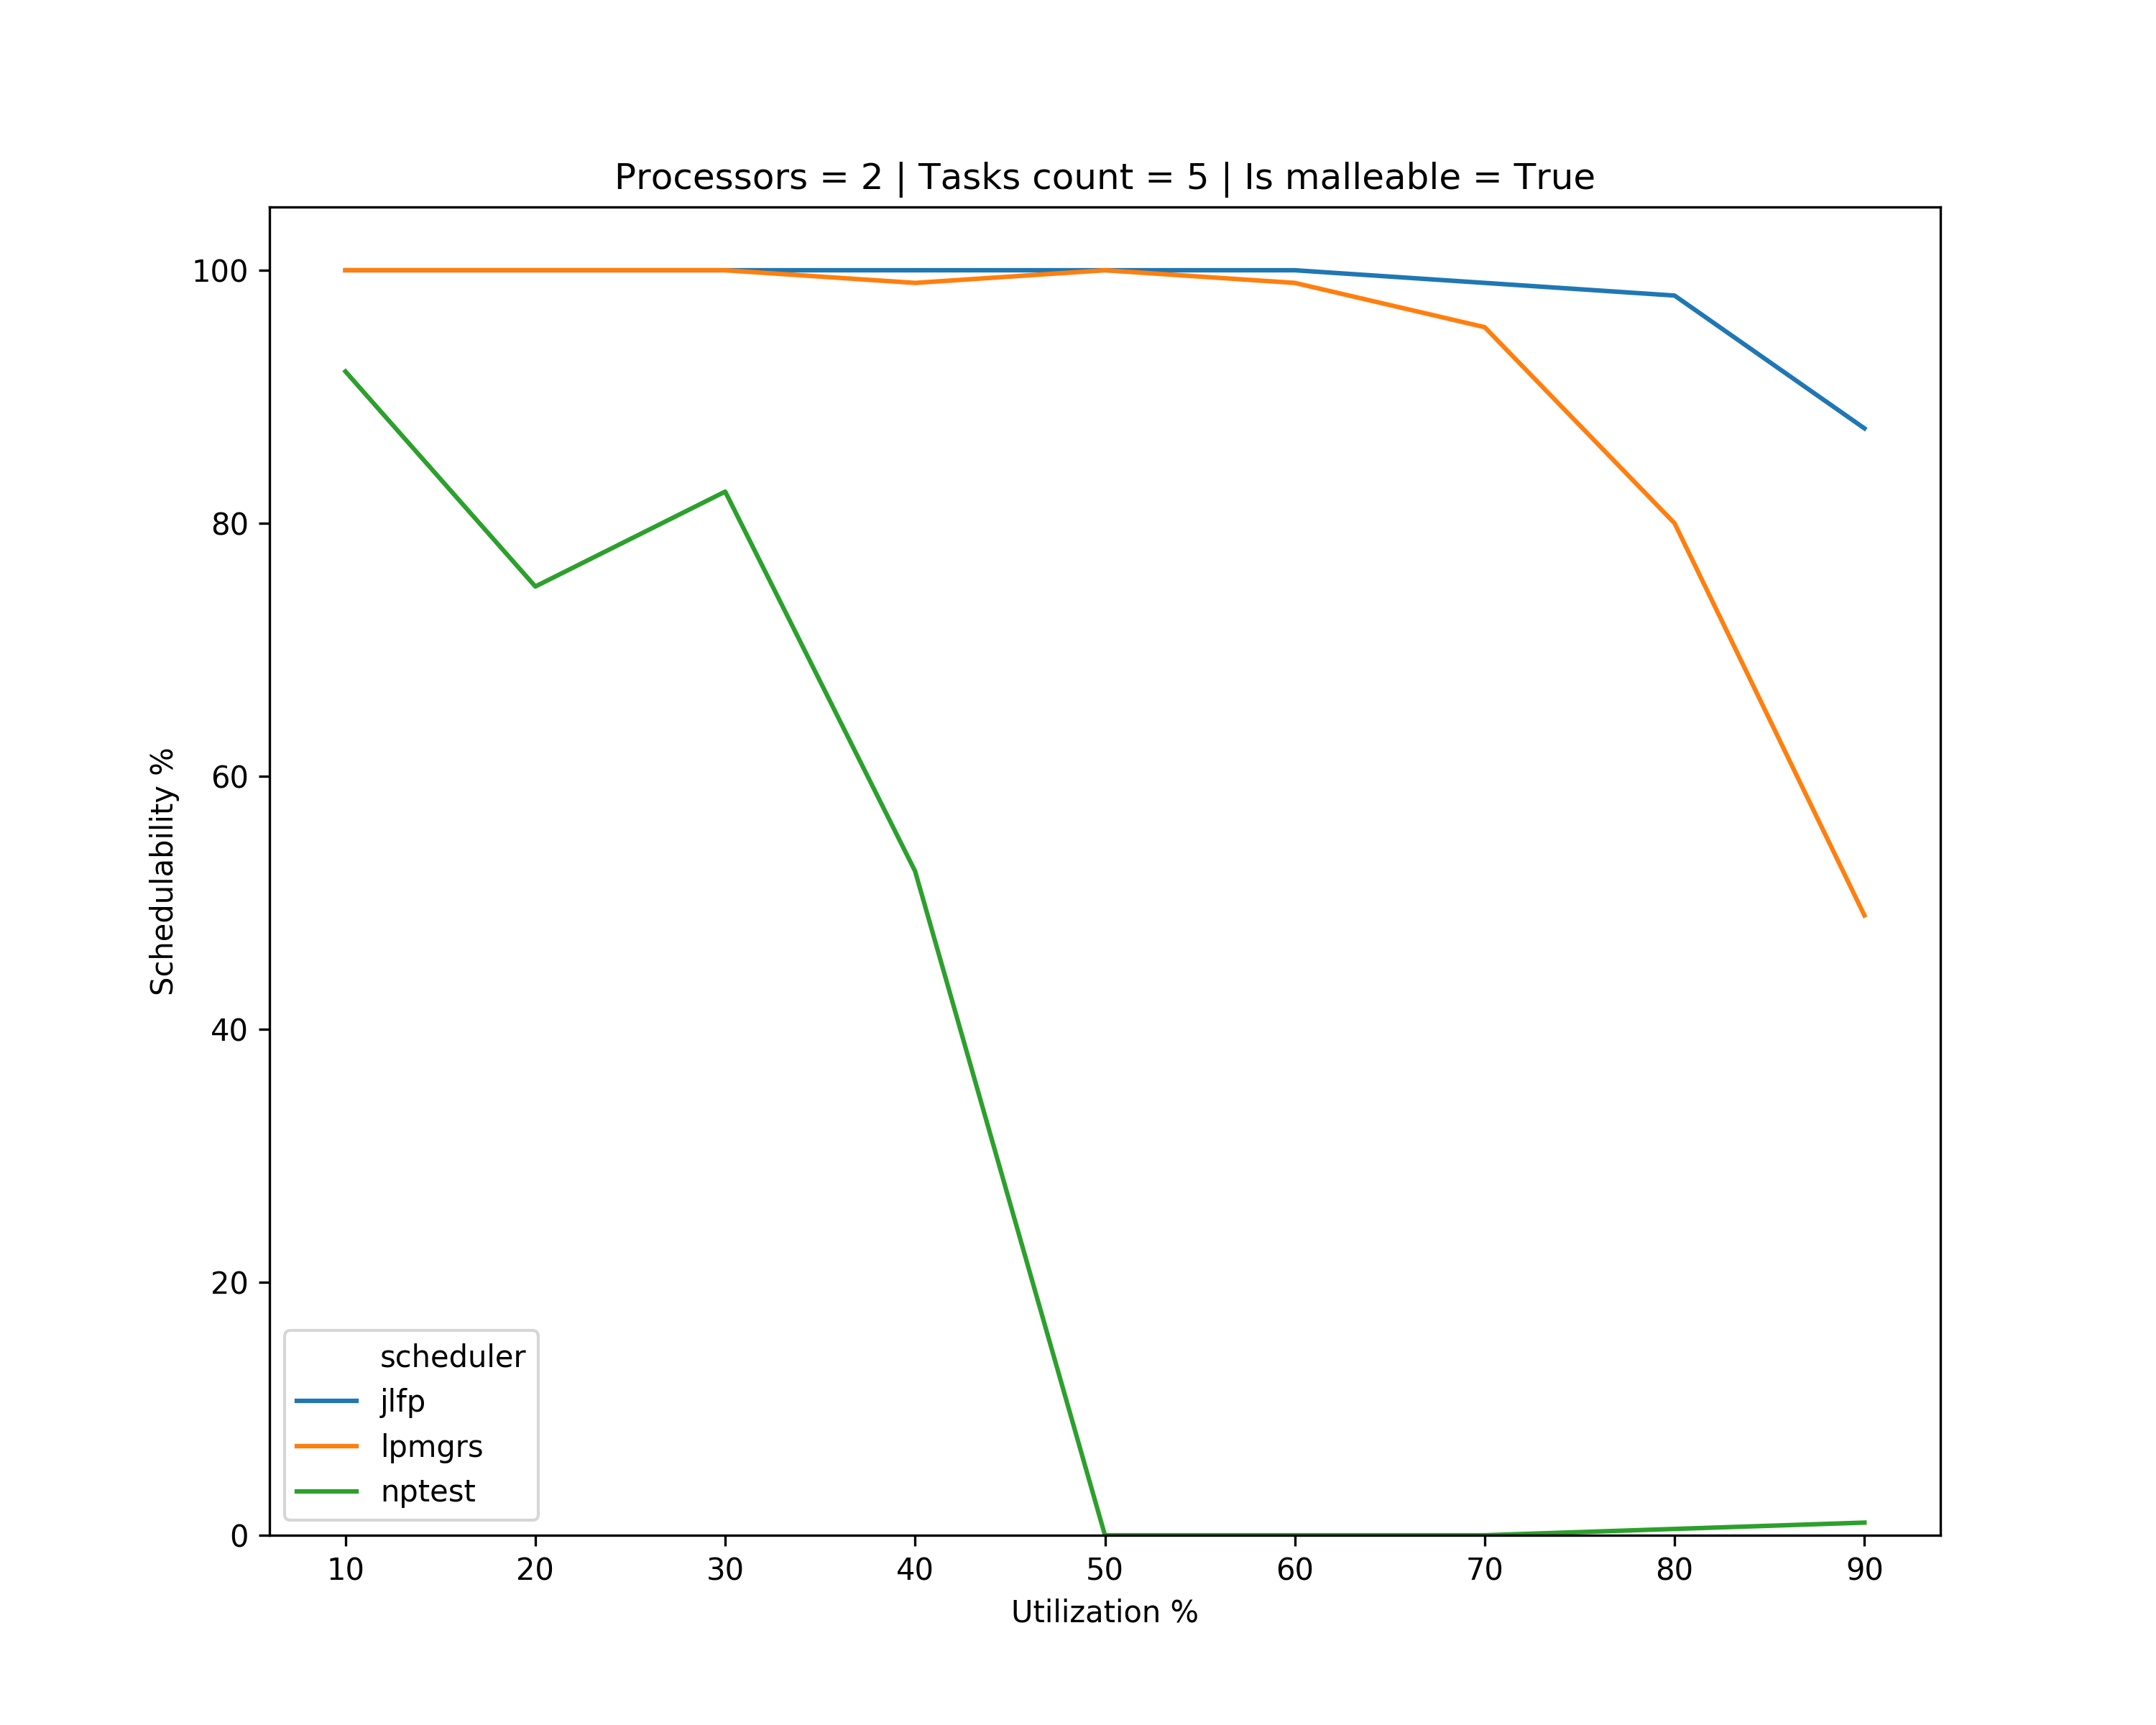 Processors = 2 | Tasks count = 5 | Is malleable = True
100
80
60
40
20
0
Schedulability %
scheduler
jlfp
lpmgrs
nptest
10 20 30 40 50 60 70 80 90
Utilization %